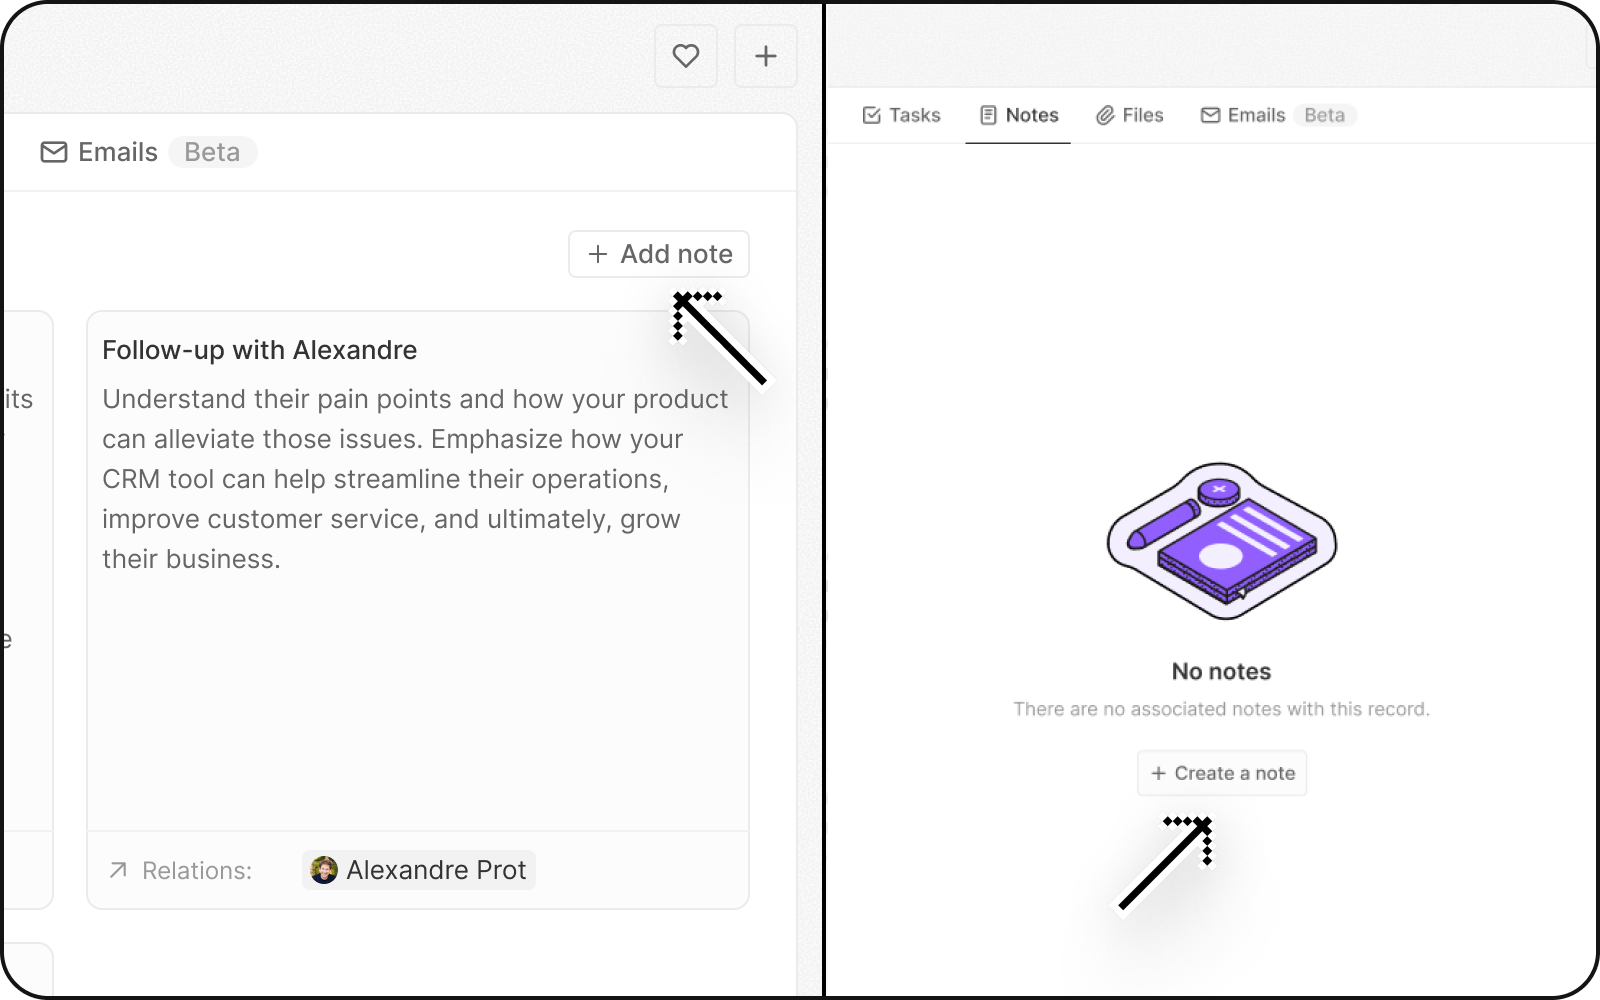 Emails Beta
+ Add note
its
Follow-up with Alexandre
Understand their pain points and how your product
can alleviate those issues. Emphasize how your
CRM tool can help streamline their operations,
improve customer service, and ultimately, grow
their business.
e
Relations: Alexandre Prot
Tasks Notes Files Emails Beta
No notes
There are no associated notes with this record.
+ Create a note